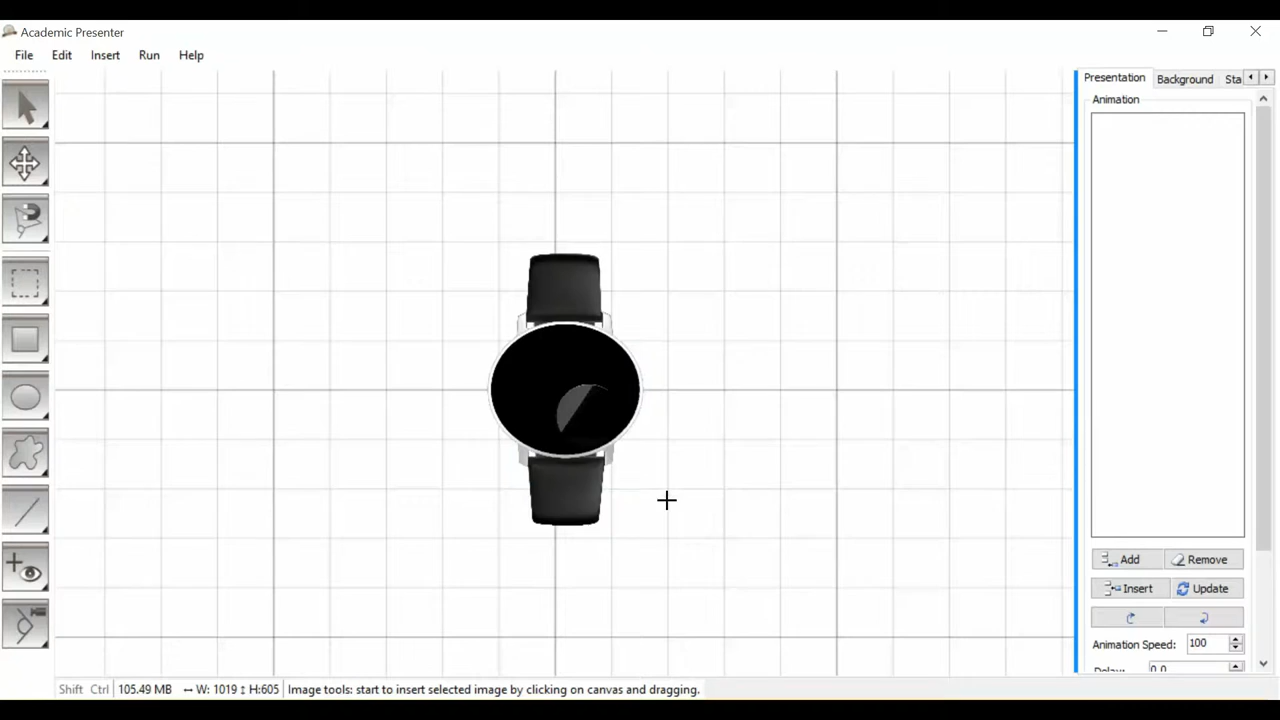 Academic Presenter
File Edit Insert Run Help
Presentation Background Sta
Animation
Add Remove
Insert Update
Animation Speed: 100
Delay: 0.0
Shift Ctrl 105.49 MB W: 1019 H:605 Image tools: start to insert selected image by clicking on canvas and dragging.